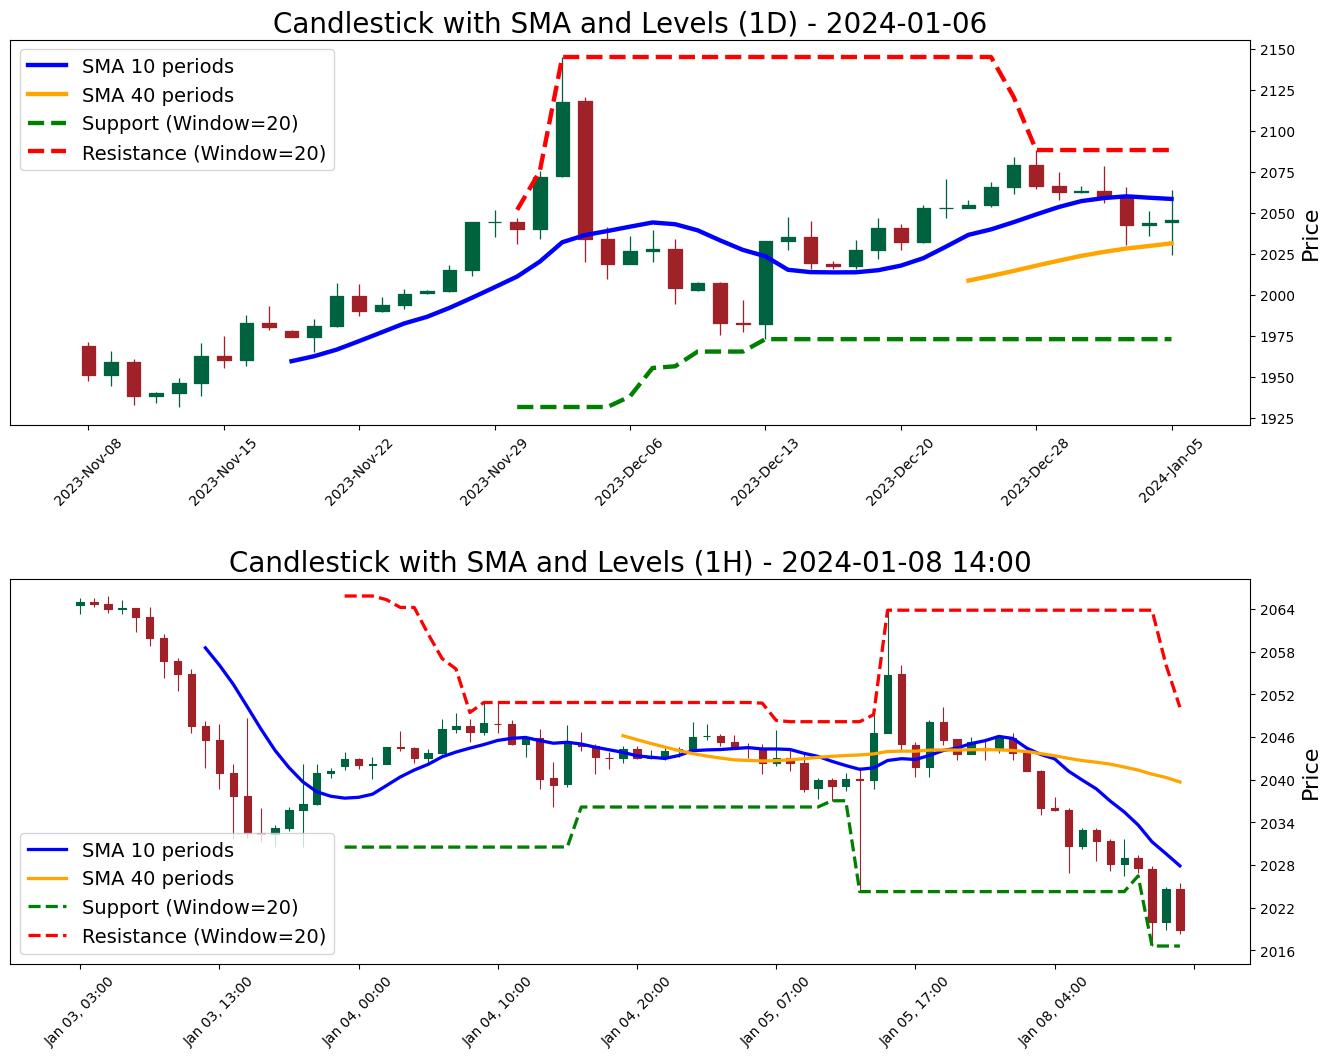 Candlestick with SMA and Levels (1D) - 2024-01-06
SMA 10 periods
SMA 40 periods
Support (Window=20)
Resistance (Window=20)
2150
2125
2100
2075
2050
2025
2000
1975
1950
1925
Price
2023-Nov-08
2023-Nov-15
2023-Nov-22
2023-Nov-29
2023-Dec-06
2023-Dec-13
2023-Dec-20
2023-Dec-28
2024-Jan-05
Candlestick with SMA and Levels (1H) - 2024-01-08 14:00
2064
2058
2052
2046
2040
2034
2028
2022
2016
Price
SMA 10 periods
SMA 40 periods
Support (Window=20)
Resistance (Window=20)
Jan 03, 03:00
Jan 03, 13:00
Jan 04, 00:00
Jan 04, 10:00
Jan 04, 20:00
Jan 05, 07:00
Jan 05, 17:00
Jan 08, 04:00